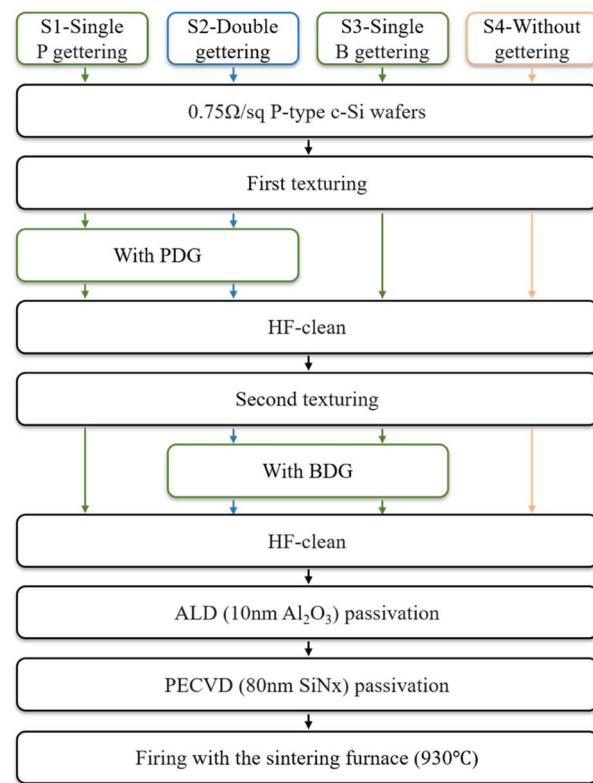 S1-Single
P gettering
S2-Double
gettering
S3-Single
B gettering
S4-Without
gettering
0.75Ω/sq P-type c-Si wafers
First texturing
With PDG
HF-clean
Second texturing
With BDG
HF-clean
ALD (10nm Al₂O₃) passivation
PECVD (80nm SiNx) passivation
Firing with the sintering furnace (930℃)